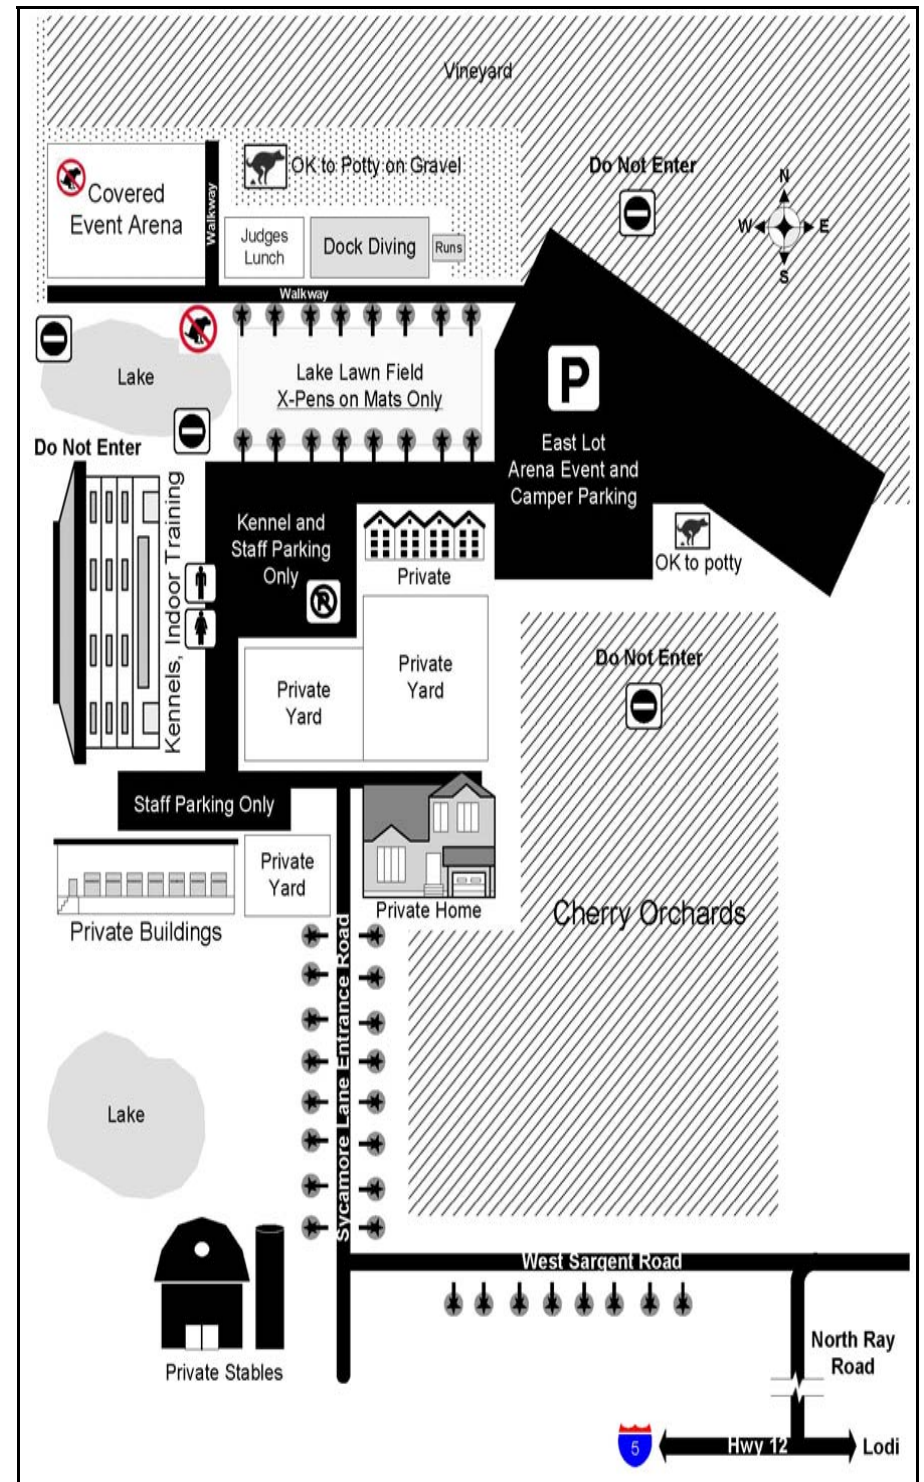 Vineyard
OK to Potty on Gravel
Do Not Enter
Covered
Event Arena
Walkway
Judges
Lunch
Dock Diving
Runs
N
W
E
S
Walkway
Lake
Lake Lawn Field
X-Pens on Mats Only
P
East Lot
Arena Event and
Camper Parking
Do Not Enter
Kennels, Indoor Training
Kennel and
Staff Parking
Only
P
Private
OK to potty
Private
Yard
Private
Yard
Do Not Enter
Staff Parking Only
Private
Yard
Private Home
Private Buildings
Cherry Orchards
Sycamore Lane Entrance Road
Lake
West Sargent Road
Private Stables
North Ray
Road
5
Hwy 12
Lodi